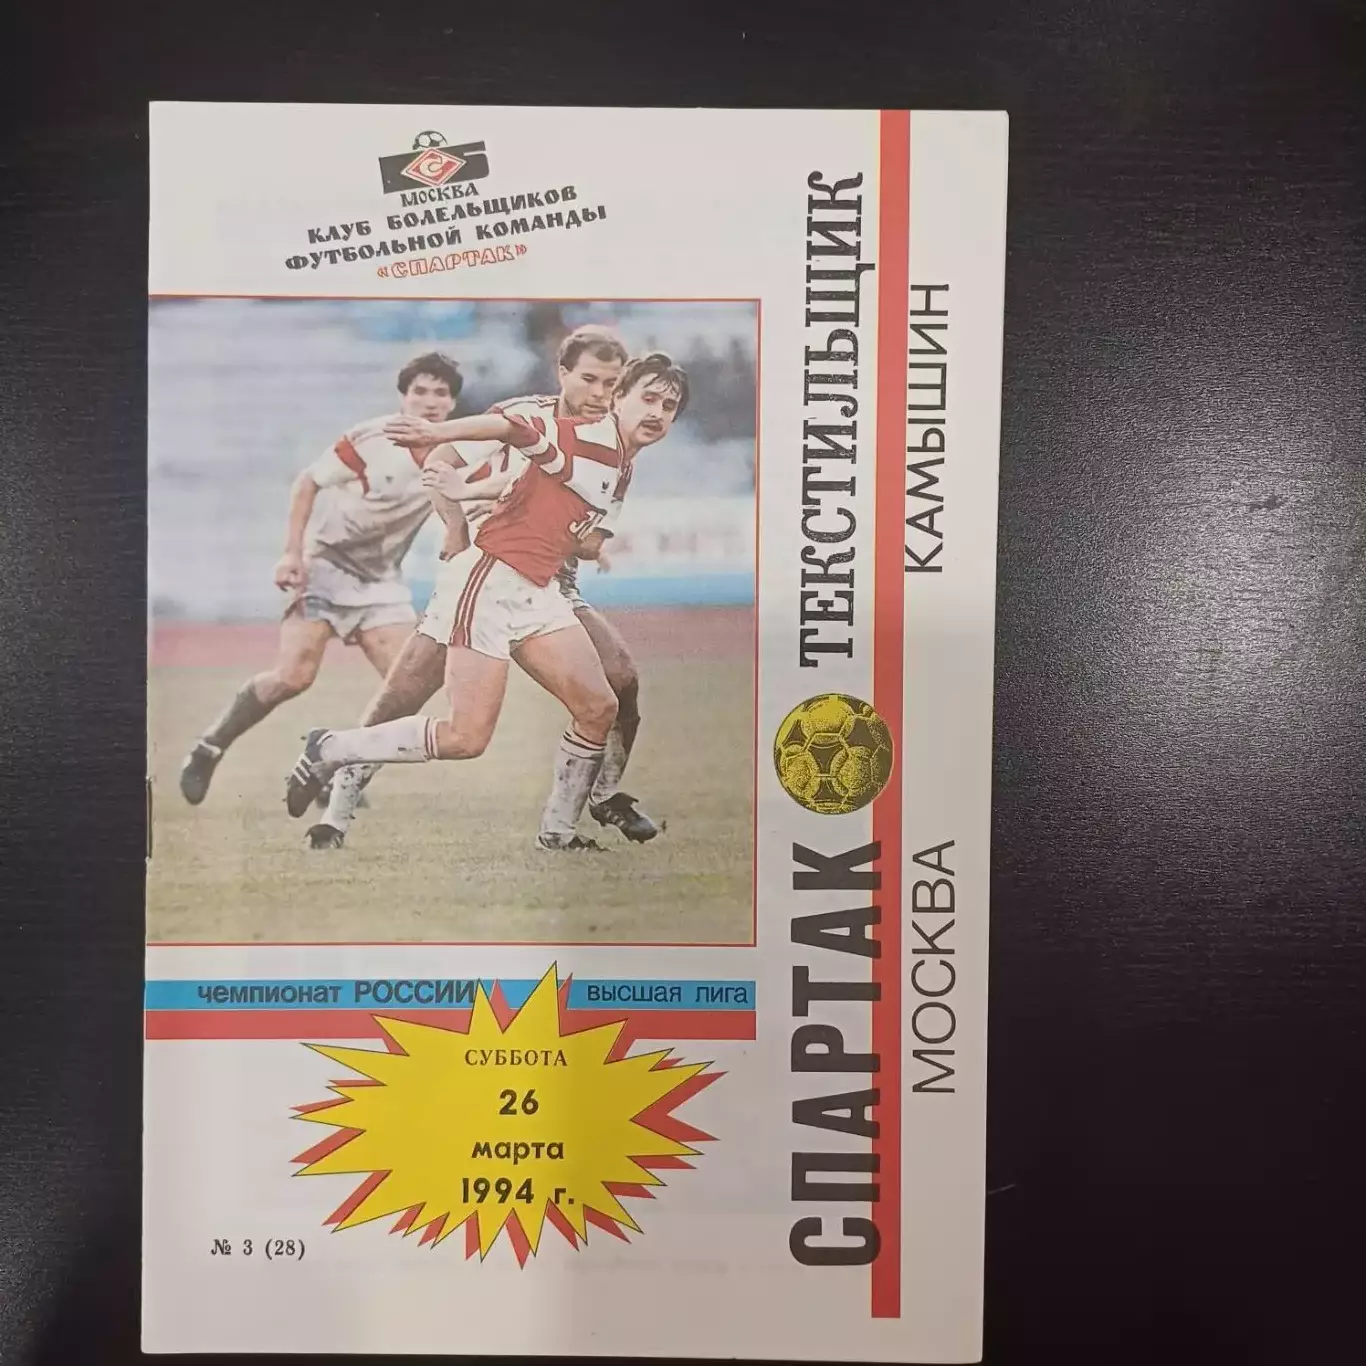 МОСКВА
КЛУБ БОЛЕЛЬЩИКОВ
ФУТБОЛЬНОЙ КОМАНДЫ
«СПАРТАК»
СПАРТАК ТЕКСТИЛЬЩИК
МОСКВА КАМЫШИН
чемпионат РОССИИ высшая лига
СУББОТА
26
марта
1994 г.
№ 3 (28)